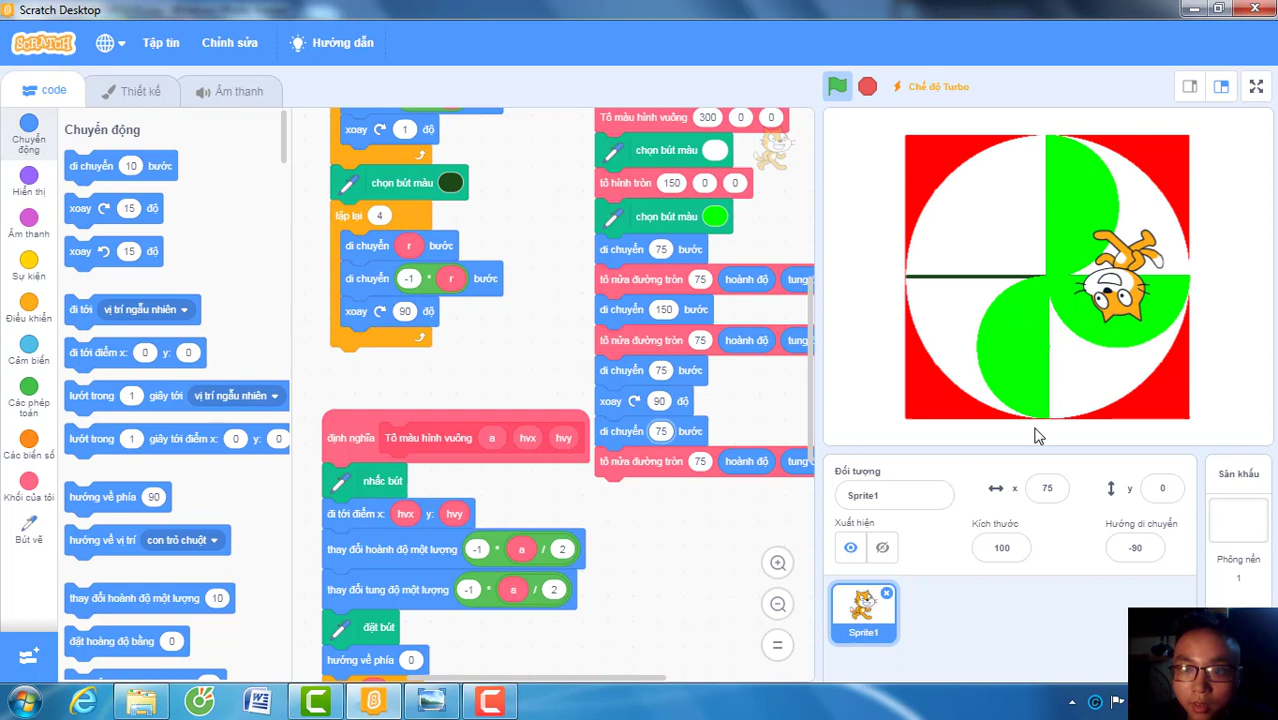 Scratch Desktop
SCRATCH
Tập tin
Chỉnh sửa
Hướng dẫn
code
Thiết kế
Âm thanh
Chế độ Turbo
Chuyển động
Hiển thị
Âm thanh
Sự kiện
Điều khiển
Cảm biến
Các phép toán
Các biến số
Khối của tôi
Bút vẽ
Chuyển động
di chuyển 10 bước
xoay 15 độ
xoay 15 độ
đi tới vị trí ngẫu nhiên
đi tới điểm x: 0 y: 0
lướt trong 1 giây tới vị trí ngẫu nhiên
lướt trong 1 giây tới điểm x: 0 y: 0
hướng về phía 90
hướng về vị trí con trỏ chuột
thay đổi hoành độ một lượng 10
đặt hoàng độ bằng 0
xoay 1 độ
chọn bút màu
lặp lại 4
di chuyển r bước
di chuyển -1 * r bước
xoay 90 độ
định nghĩa Tô màu hình vuông a hvx hvy
nhấc bút
đi tới điểm x: hvx y: hvy
thay đổi hoành độ một lượng -1 * a / 2
thay đổi tung độ một lượng -1 * a / 2
đặt bút
hướng về phía 0
Tô màu hình vuông 300 0 0
chọn bút màu
tô hình tròn 150 0 0
chọn bút màu
di chuyển 75 bước
tô nửa đường tròn 75 hoành độ tung
di chuyển 150 bước
tô nửa đường tròn 75 hoành độ tung
di chuyển 75 bước
xoay 90 độ
di chuyển 75 bước
tô nửa đường tròn 75 hoành độ tung
Đối tượng
Sprite1
x 75
y 0
Xuất hiện
Kích thước
100
Hướng di chuyển
-90
Sprite1
Sân khấu
Phông nền
1